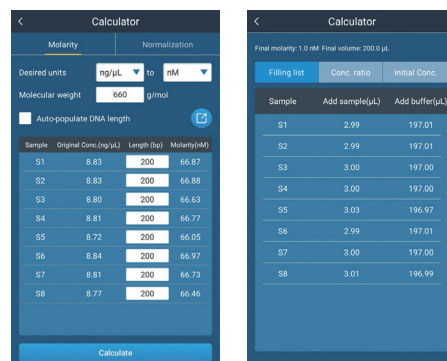 Calculator
Molarity Normalization
Desired units ng/µL to nM
Molecular weight 660 g/mol
Auto-populate DNA length
Sample Original Conc.(ng/µL) Length (bp) Molarity(nM)
S1 8.83 200 66.87
S2 8.83 200 66.88
S3 8.80 200 66.63
S4 8.81 200 66.77
S5 8.72 200 66.05
S6 8.84 200 66.97
S7 8.81 200 66.73
S8 8.77 200 66.46
Calculate
Calculator
Final molarity: 1.0 nM Final volume: 200.0 µL
Filling list Conc. ratio Initial Conc.
Sample Add sample(µL) Add buffer(µL)
S1 2.99 197.01
S2 2.99 197.01
S3 3.00 197.00
S4 3.00 197.00
S5 3.03 196.97
S6 2.99 197.01
S7 3.00 197.00
S8 3.01 196.99